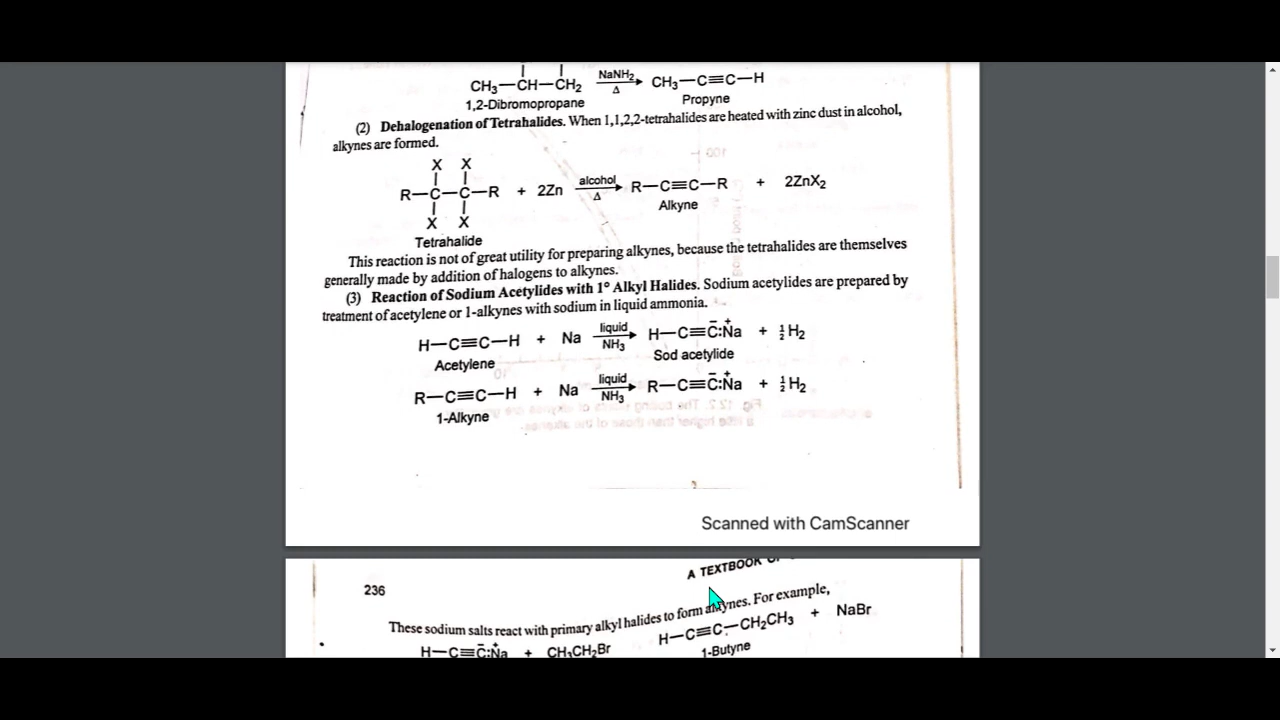 CH₃—CH—CH₂ NaNH₂ Δ CH₃—C≡C—H
1,2-Dibromopropane Propyne
(2) Dehalogenation of Tetrahalides. When 1,1,2,2-tetrahalides are heated with zinc dust in alcohol,
alkynes are formed.
X X
R—C—C—R + 2Zn alcohol Δ R—C≡C—R + 2ZnX₂
X X
Alkyne
Tetrahalide
This reaction is not of great utility for preparing alkynes, because the tetrahalides are themselves
generally made by addition of halogens to alkynes.
(3) Reaction of Sodium Acetylides with 1° Alkyl Halides. Sodium acetylides are prepared by
treatment of acetylene or 1-alkynes with sodium in liquid ammonia.
H—C≡C—H + Na liquid NH₃ H—C≡C̄:Na⁺ + ½H₂
Acetylene Sod acetylide
R—C≡C—H + Na liquid NH₃ R—C≡C̄:Na⁺ + ½H₂
1-Alkyne
Scanned with CamScanner
A TEXTBOOK
236
These sodium salts react with primary alkyl halides to form alkynes. For example,
H—C≡C̄:Na⁺ + CH₃CH₂Br H—C≡C—CH₂CH₃ + NaBr
1-Butyne